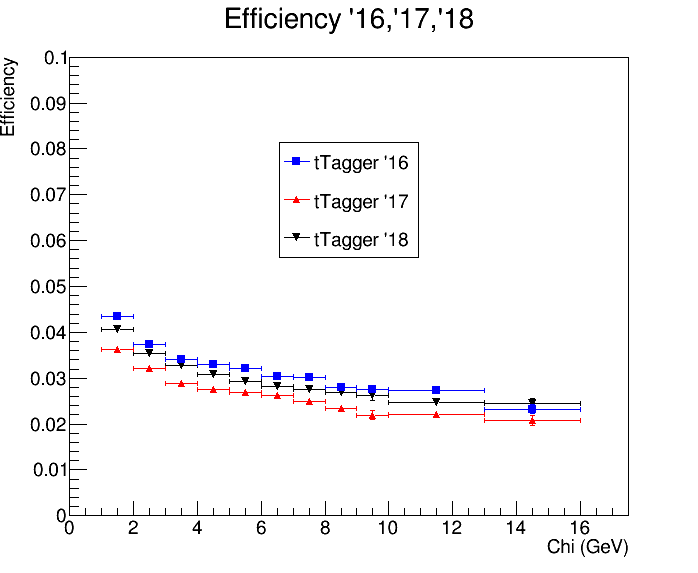 Efficiency '16,'17,'18
Efficiency
0.1
0.09
0.08
0.07
0.06
0.05
0.04
0.03
0.02
0.01
0
tTagger '16
tTagger '17
tTagger '18
0 2 4 6 8 10 12 14 16
Chi (GeV)